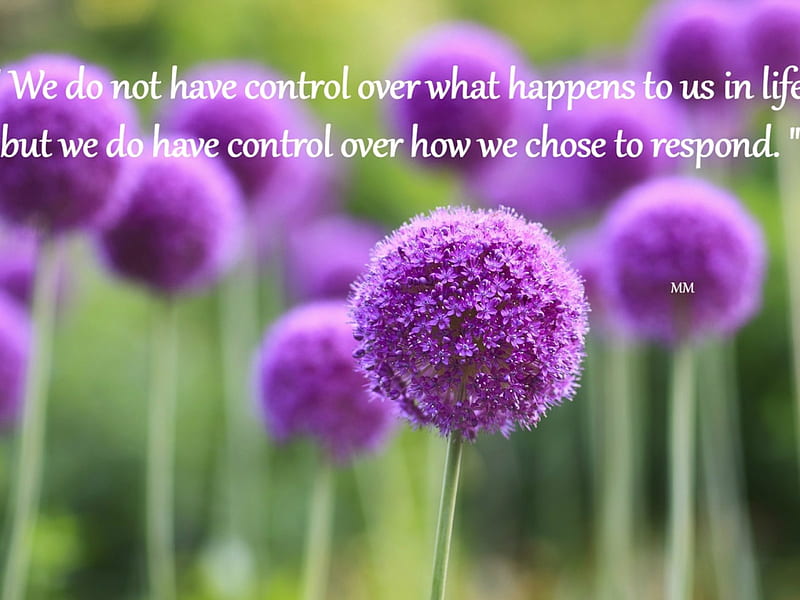 " We do not have control over what happens to us in life
but we do have control over how we chose to respond. "
MM